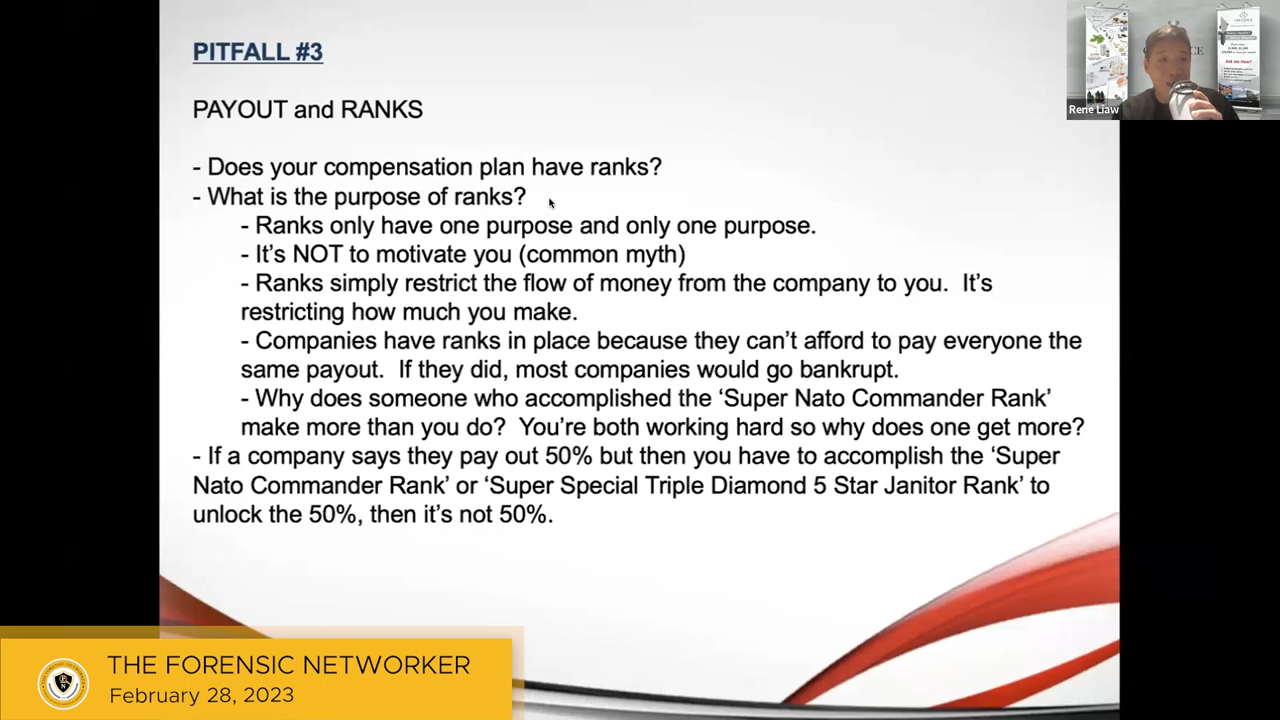 PITFALL #3
PAYOUT and RANKS
- Does your compensation plan have ranks?
- What is the purpose of ranks?
- Ranks only have one purpose and only one purpose.
- It's NOT to motivate you (common myth)
- Ranks simply restrict the flow of money from the company to you.  It's
restricting how much you make.
- Companies have ranks in place because they can't afford to pay everyone the
same payout.  If they did, most companies would go bankrupt.
- Why does someone who accomplished the 'Super Nato Commander Rank'
make more than you do?  You're both working hard so why does one get more?
- If a company says they pay out 50% but then you have to accomplish the 'Super
Nato Commander Rank' or 'Super Special Triple Diamond 5 Star Janitor Rank' to
unlock the 50%, then it's not 50%.
Rene Liaw
Ask me How?
THE FORENSIC NETWORKER
February 28, 2023